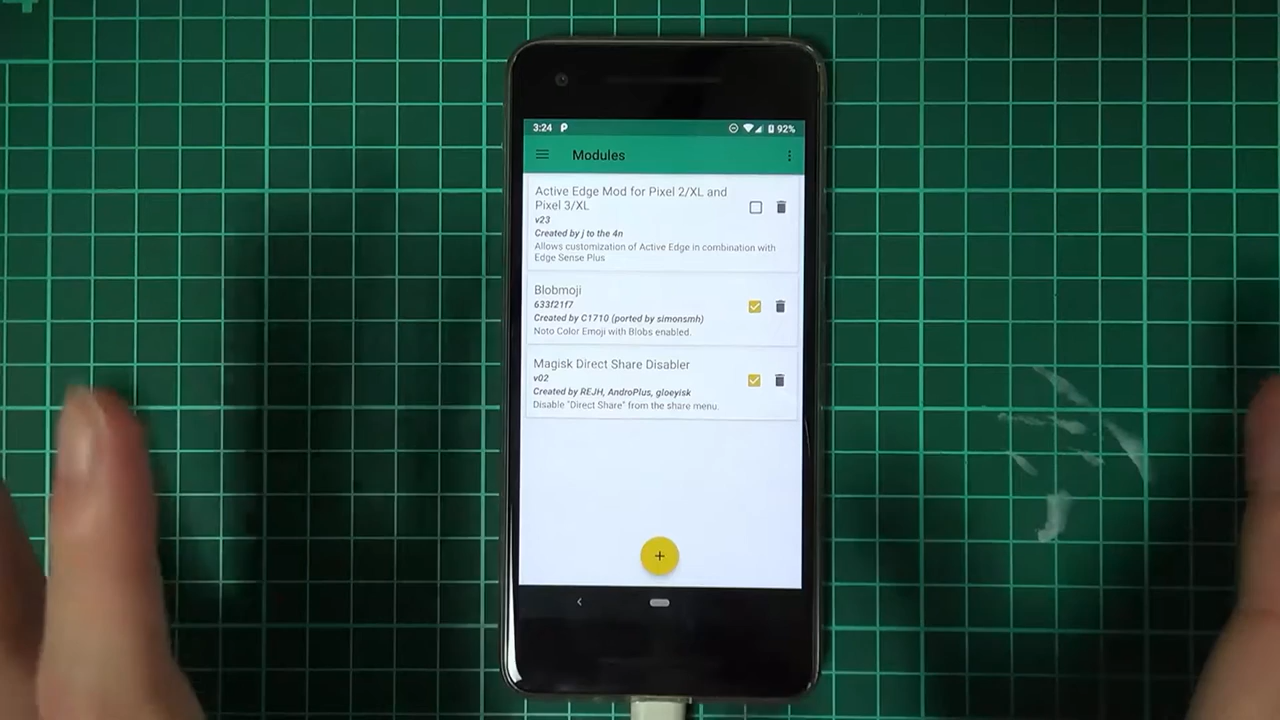 3:24 92%
Modules
Active Edge Mod for Pixel 2/XL and
Pixel 3/XL
v23
Created by j to the 4n
Allows customization of Active Edge in combination with
Edge Sense Plus
Blobmoji
633f21f7
Created by C1710 (ported by simonsmh)
Noto Color Emoji with Blobs enabled.
Magisk Direct Share Disabler
v02
Created by REJH, AndroPlus, gloeyisk
Disable "Direct Share" from the share menu.